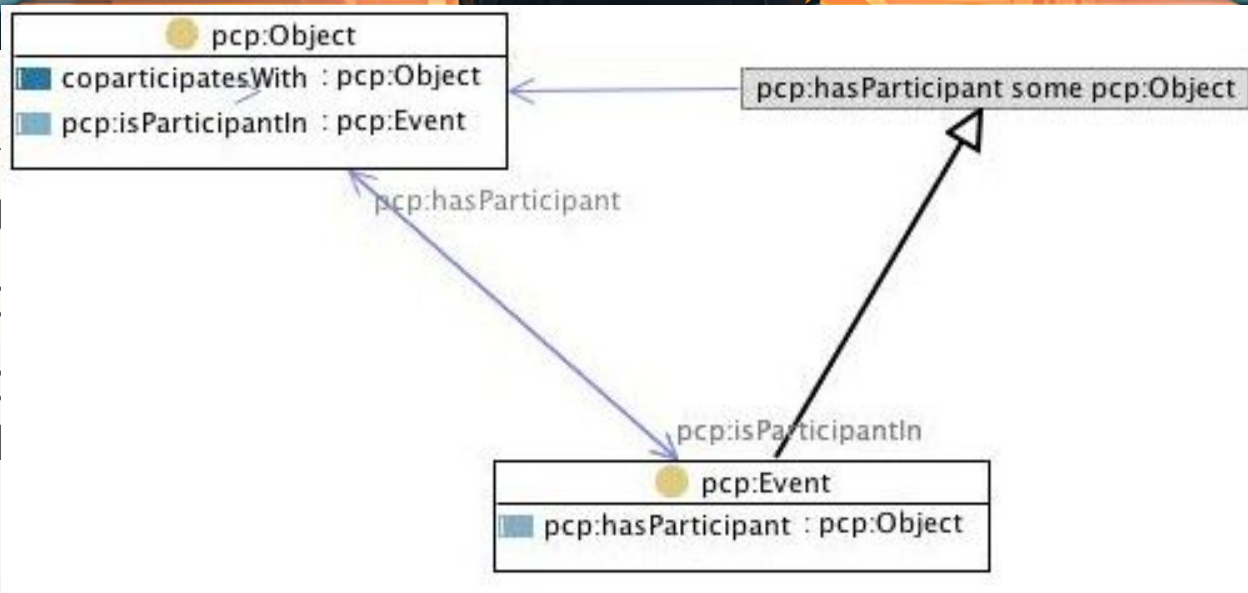 pcp:Object
coparticipatesWith : pcp:Object
pcp:isParticipantIn : pcp:Event
pcp:hasParticipant some pcp:Object
pcp:hasParticipant
pcp:isParticipantIn
pcp:Event
pcp:hasParticipant : pcp:Object